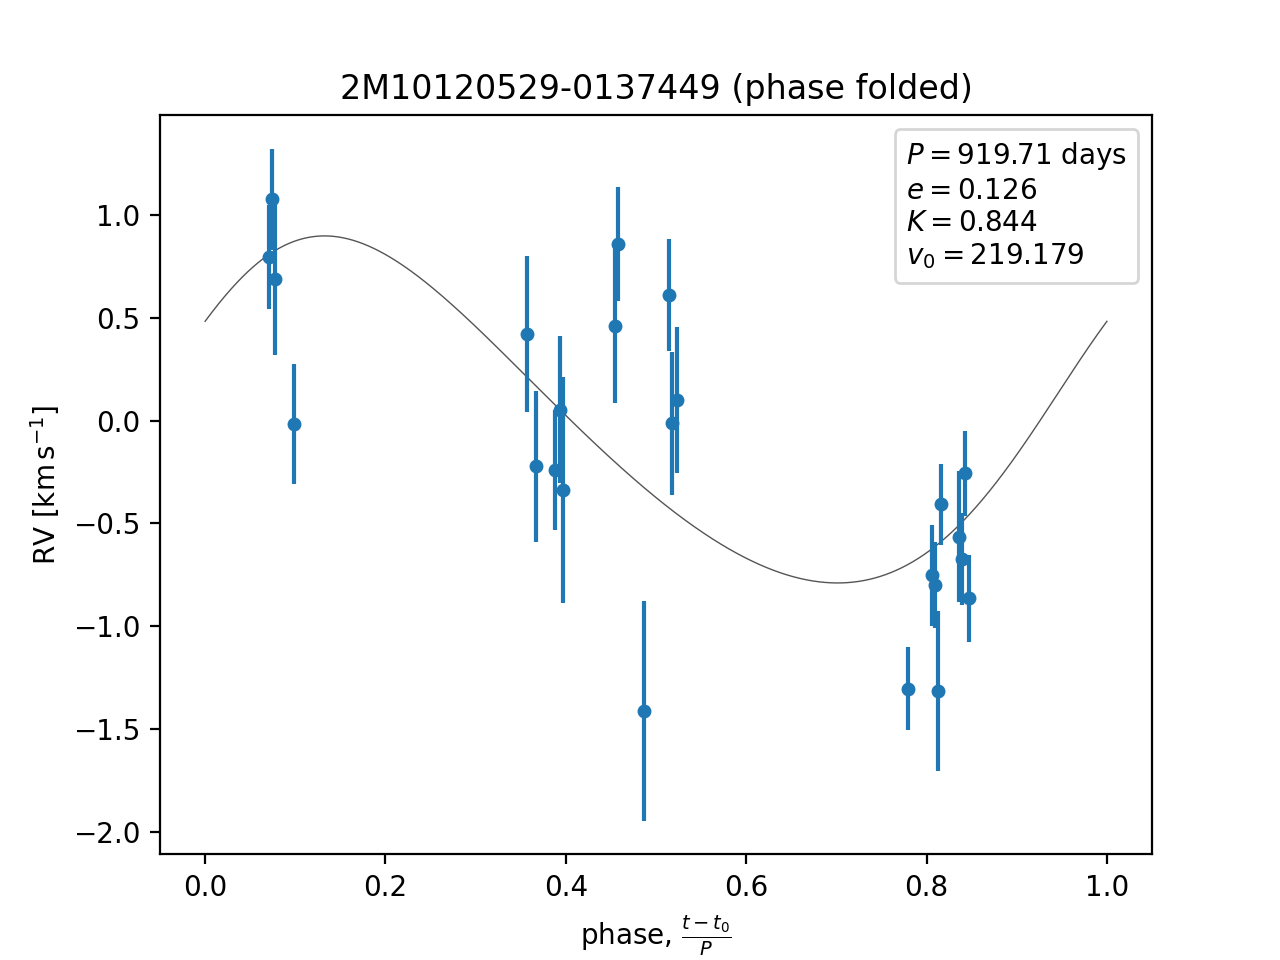 2M10120529-0137449 (phase folded)
P = 919.71 days
e = 0.126
K = 0.844
v₀ = 219.179
1.0
0.5
0.0
−0.5
−1.0
−1.5
−2.0
RV [km s⁻¹]
0.0 0.2 0.4 0.6 0.8 1.0
phase, (t − t₀)/P